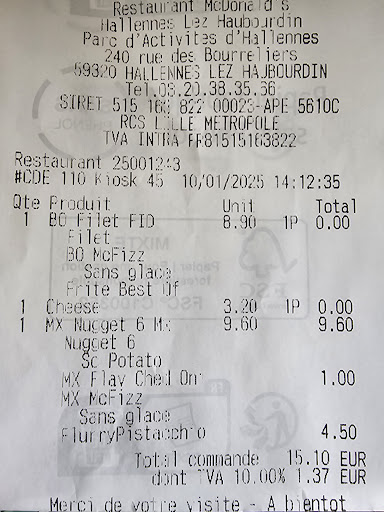 Restaurant McDonald's
Hallennes Lez Haubourdin
Parc d'Activites d'Hallennes
240 rue des Bourreliers
59320 HALLENNES LEZ HAUBOURDIN
Tel.03.20.38.35.66
SIRET 515 163 822 00023-APE 5610C
RCS LILLE METROPOLE
TVA INTRA FR81515163822
Restaurant 25001243
#CDE 110 Kiosk 45 10/01/2025 14:12:35
Qte Produit Unit Total
1 BO Filet FID 8.90 1P 0.00
Filet
BO McFizz
Sans glace
Frite Best Of
1 Cheese 3.20 1P 0.00
1 MX Nugget 6 Mc 9.60 9.60
Nugget 6
Sc Potato
MX Flav Ched Oni 1.00
MX McFizz
Sans glace
FlurryPistachio 4.50
Total commande 15.10 EUR
dont TVA 10.00% 1.37 EUR
Merci de votre visite - A bientot